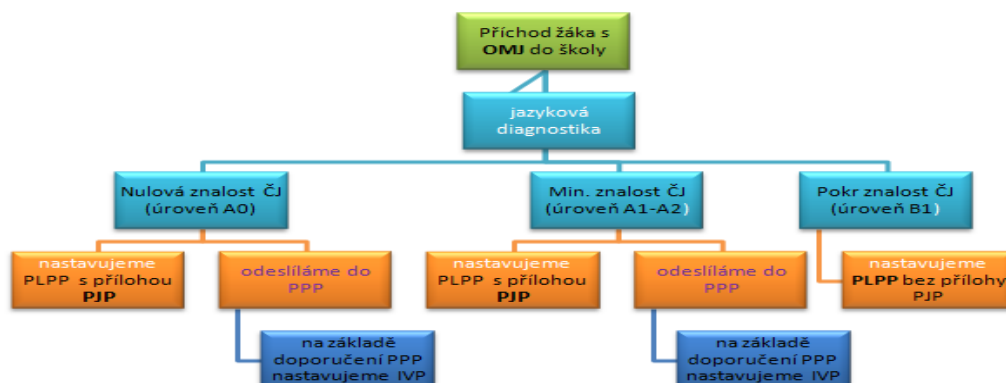 Příchod žáka s
OMJ do školy
jazyková
diagnostika
Nulová znalost ČJ
(úroveň A0)
Min. znalost ČJ
(úroveň A1-A2)
Pokr znalost ČJ
(úroveň B1)
nastavujeme
PLPP s přílohou
PJP
odeslíláme do
PPP
nastavujeme
PLPP s přílohou
PJP
odeslíláme do
PPP
nastavujeme
PLPP bez přílohy
PJP
na základě
doporučení PPP
nastavujeme IVP
na základě
doporučení PPP
nastavujeme IVP